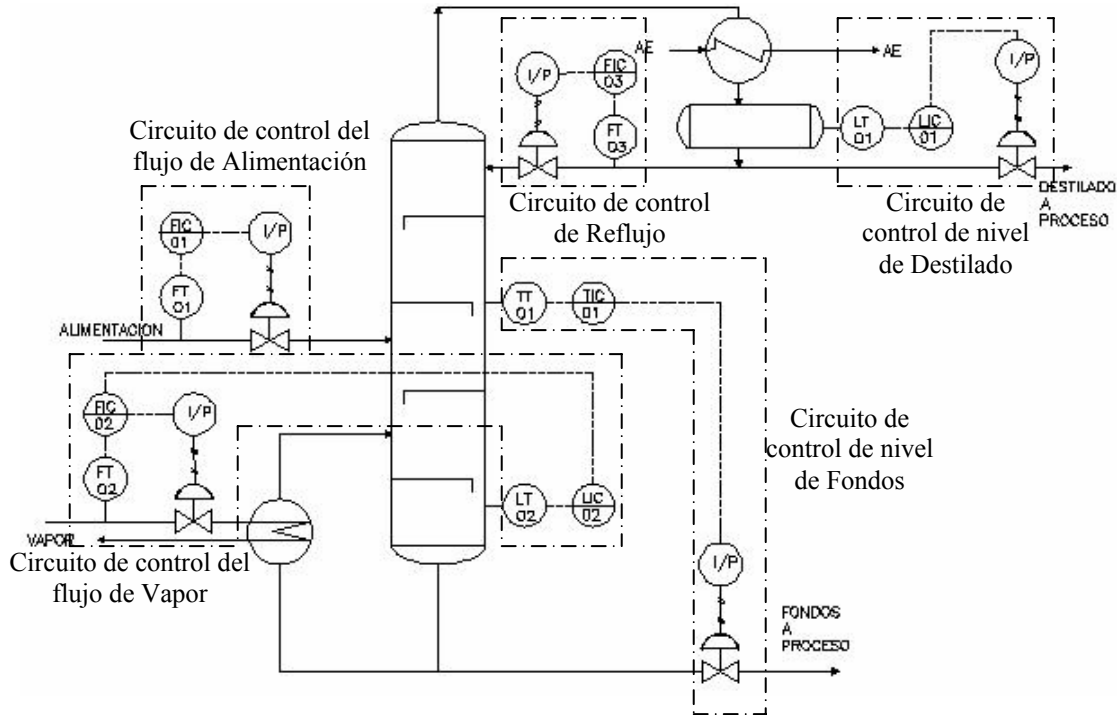 AE
AE
I/P
FIC
03
FT
03
I/P
LT
01
LIC
01
DESTILADO
A
PROCESO
Circuito de control
de Reflujo
Circuito de
control de nivel
de Destilado
Circuito de control del
flujo de Alimentación
FIC
01
I/P
FT
01
ALIMENTACION
TT
01
TIC
01
FIC
02
I/P
FT
02
LT
02
LIC
02
VAPOR
Circuito de control del
flujo de Vapor
Circuito de
control de nivel
de Fondos
I/P
FONDOS
A
PROCESO